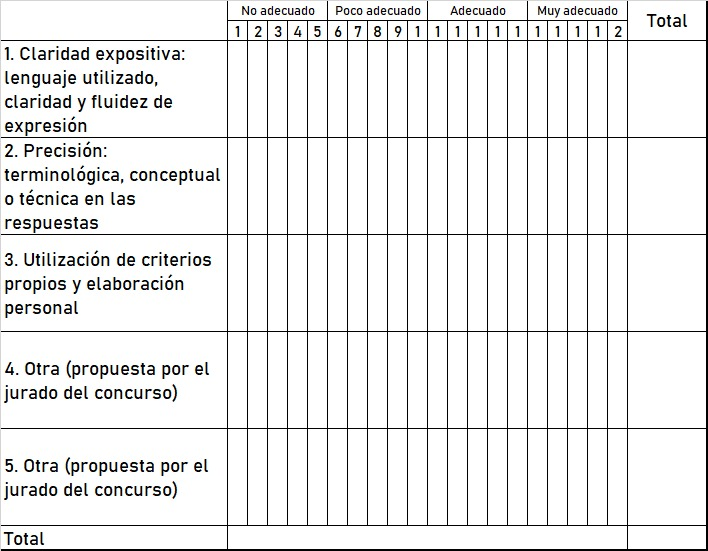 No adecuado Poco adecuado Adecuado Muy adecuado Total
1 2 3 4 5 6 7 8 9 1 1 1 1 1 1 1 1 1 1 2
1. Claridad expositiva:
lenguaje utilizado,
claridad y fluidez de
expresión
2. Precisión:
terminológica, conceptual
o técnica en las
respuestas
3. Utilización de criterios
propios y elaboración
personal
4. Otra (propuesta por el
jurado del concurso)
5. Otra (propuesta por el
jurado del concurso)
Total